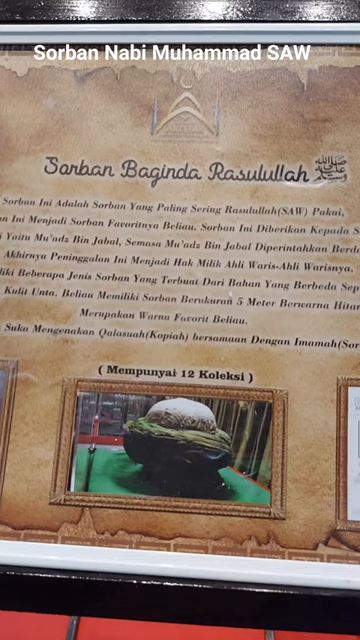 Sorban Nabi Muhammad SAW
Sorban Baginda Rasulullah ﷺ
Sorban Ini Adalah Sorban Yang Paling Sering Rasulullah(SAW) Pakai,
Ini Menjadi Sorban Favoritnya Beliau. Sorban Ini Diberikan Kepada S
i Yaitu Mu'adz Bin Jabal, Semasa Mu'adz Bin Jabal Diperintahkan Berd
Akhirnya Peninggalan Ini Menjadi Hak Milik Ahli Waris-Ahli Warisnya.
liki Beberapa Jenis Sorban Yang Terbuat Dari Bahan Yang Berbeda Sep
Kulit Unta, Beliau Memiliki Sorban Berukuran 5 Meter Berwarna Hitam
Merupakan Warna Favorit Beliau,
Suka Mengenakan Qalasuah(Kopiah) bersamaan Dengan Imamah(Sor
( Mempunyai 12 Koleksi )